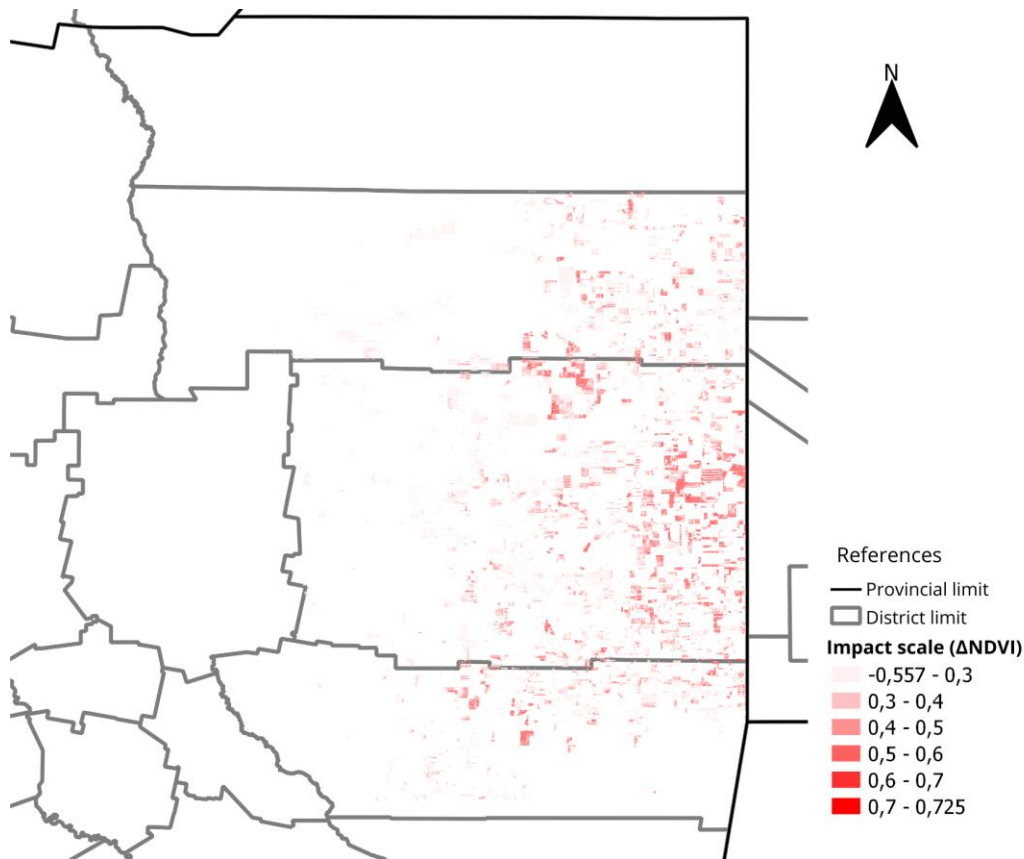 N
References
Provincial limit
District limit
Impact scale (ΔNDVI)
-0,557 - 0,3
0,3 - 0,4
0,4 - 0,5
0,5 - 0,6
0,6 - 0,7
0,7 - 0,725